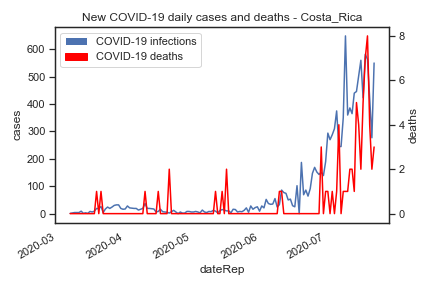 New COVID-19 daily cases and deaths - Costa_Rica
COVID-19 infections
COVID-19 deaths
600
500
400
300
200
100
0
cases
8
6
4
2
0
deaths
2020-03
2020-04
2020-05
2020-06
2020-07
dateRep